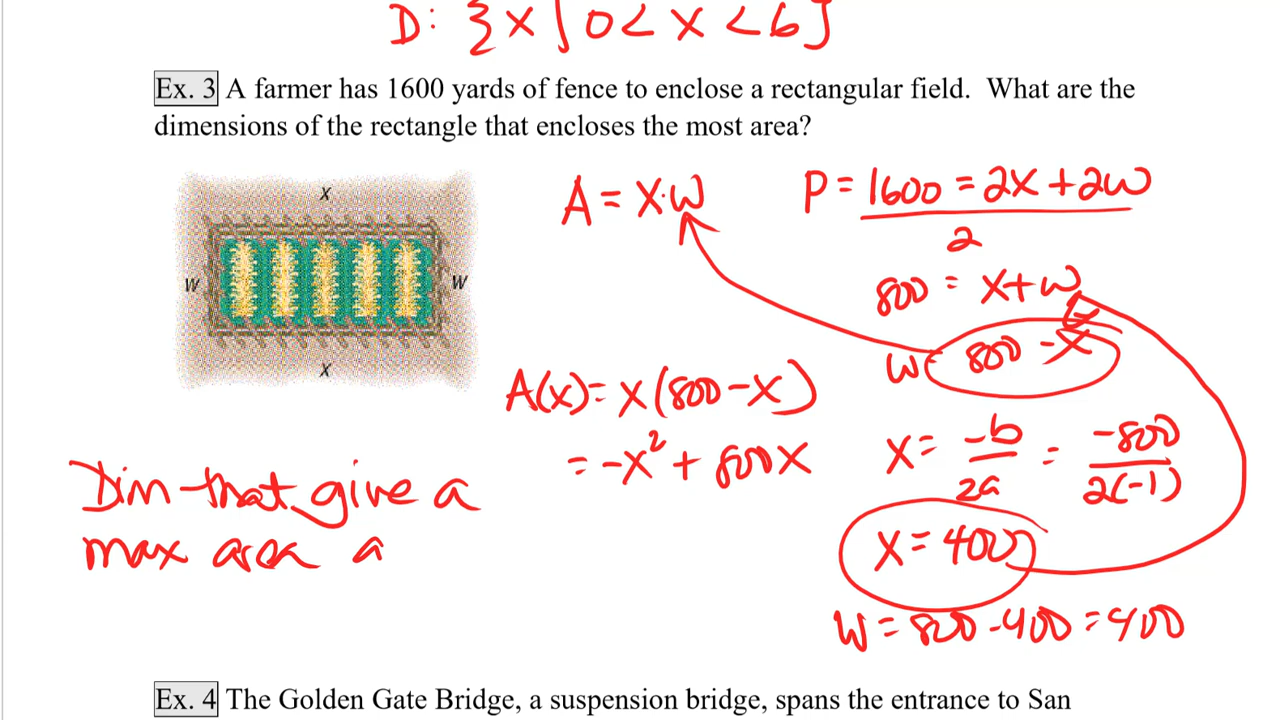 D: {x | 0 < x < 6}
Ex. 3 A farmer has 1600 yards of fence to enclose a rectangular field. What are the
dimensions of the rectangle that encloses the most area?
x
w
w
x
A = x·w
P = 1600 = 2x + 2w
2
800 = x + w
w = 800 - x
A(x) = x(800 - x)
= -x² + 800x
x = -b/2a = -800/2(-1)
x = 400
w = 800 - 400 = 400
Dim that give a
max area a
Ex. 4 The Golden Gate Bridge, a suspension bridge, spans the entrance to San